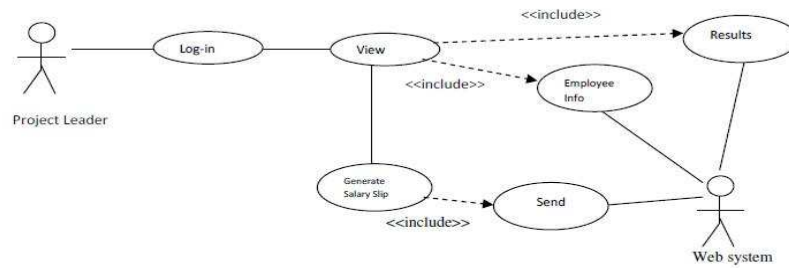 <<include>>
Results
Log-in
View
<<include>>
Employee
Info
Project Leader
Generate
Salary Slip
Send
<<include>>
Web system